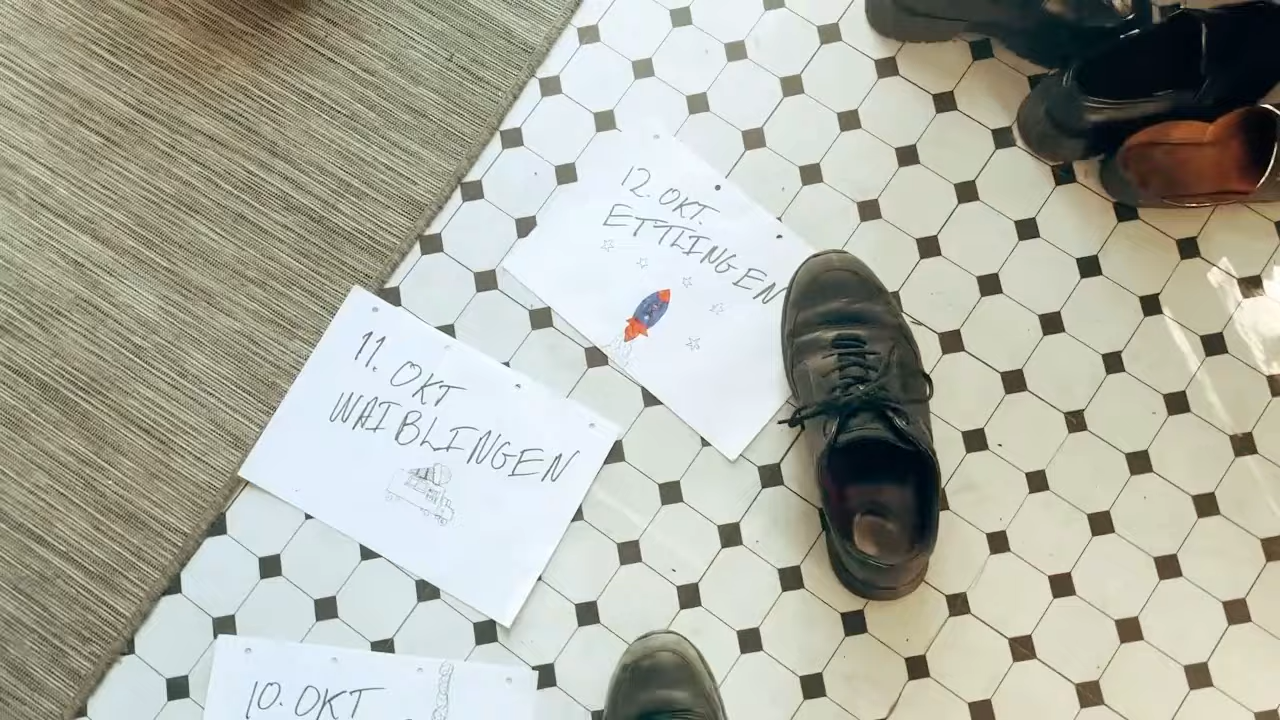 12. OKT.
ETTLINGEN
11. OKT
WAIBLINGEN
10. OKT